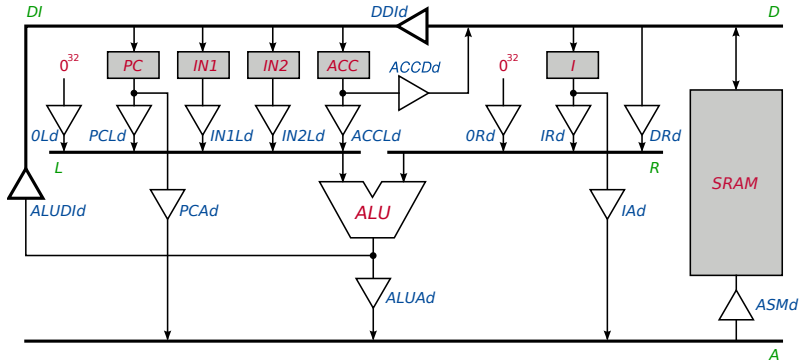 DI
DDId
D
PC
IN1
IN2
ACC
ACCDd
0³²
0³²
I
0Ld
PCLd
IN1Ld
IN2Ld
ACCLd
0Rd
IRd
DRd
L
R
SRAM
ALUDId
PCAd
ALU
IAd
ALUAd
ASMd
A